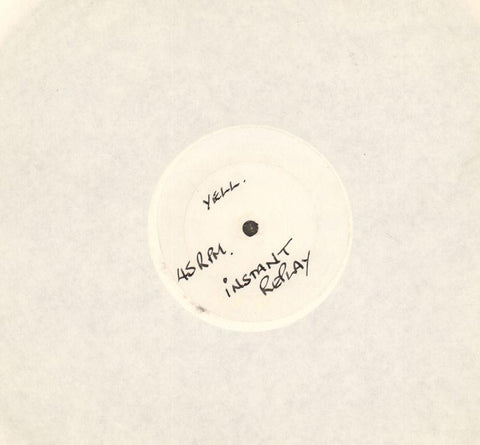 YELL.
45RPM.
iNSTANT
REPLAY